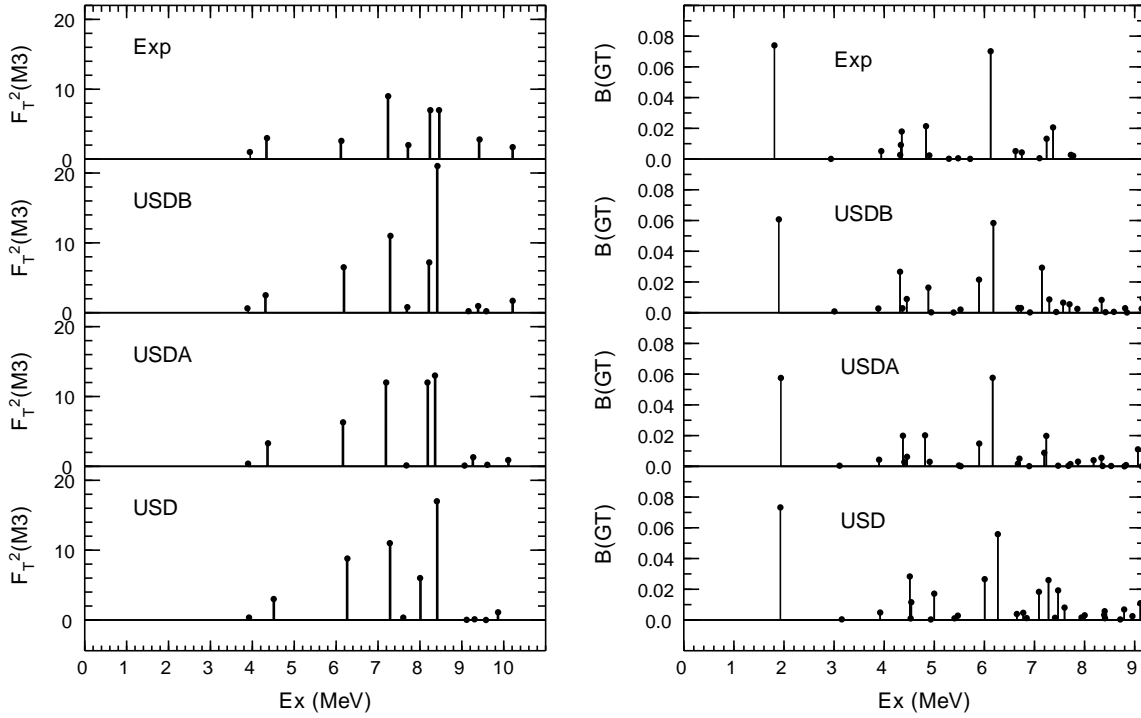 20
10
0
F_T^2(M3)
Exp
20
10
0
F_T^2(M3)
USDB
20
10
0
F_T^2(M3)
USDA
20
10
0
F_T^2(M3)
USD
0 1 2 3 4 5 6 7 8 9 10
Ex (MeV)
0.08
0.06
0.04
0.02
0.0
B(GT)
Exp
0.08
0.06
0.04
0.02
0.0
B(GT)
USDB
0.08
0.06
0.04
0.02
0.0
B(GT)
USDA
0.08
0.06
0.04
0.02
0.00
B(GT)
USD
0 1 2 3 4 5 6 7 8 9
Ex (MeV)